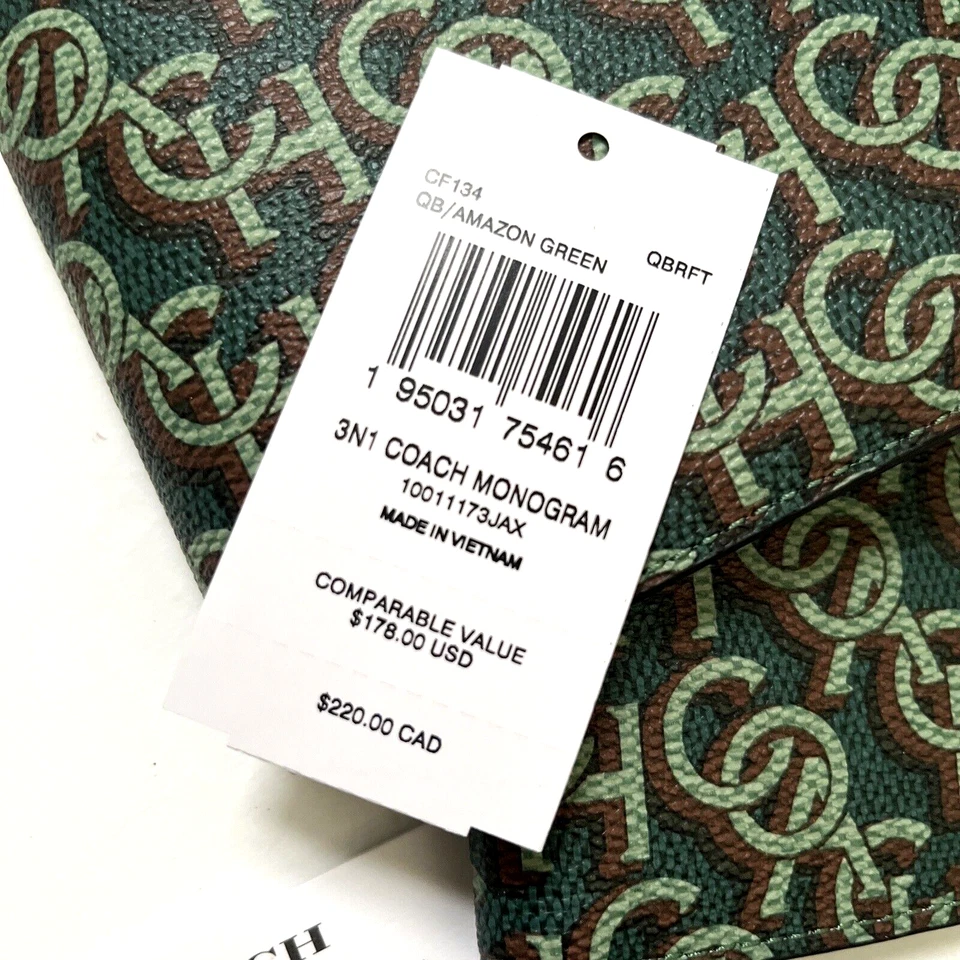 CF134
QB/AMAZON GREEN QBRFT
1 95031 75461 6
3N1 COACH MONOGRAM
10011173JAX
MADE IN VIETNAM
COMPARABLE VALUE
$178.00 USD
$220.00 CAD
CH